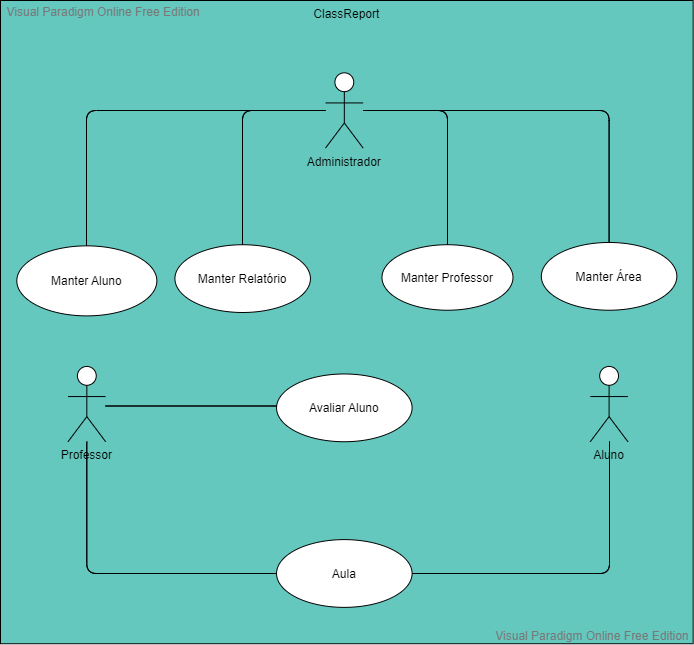 Visual Paradigm Online Free Edition
ClassReport
Administrador
Manter Aluno
Manter Relatório
Manter Professor
Manter Área
Avaliar Aluno
Professor
Aluno
Aula
Visual Paradigm Online Free Edition